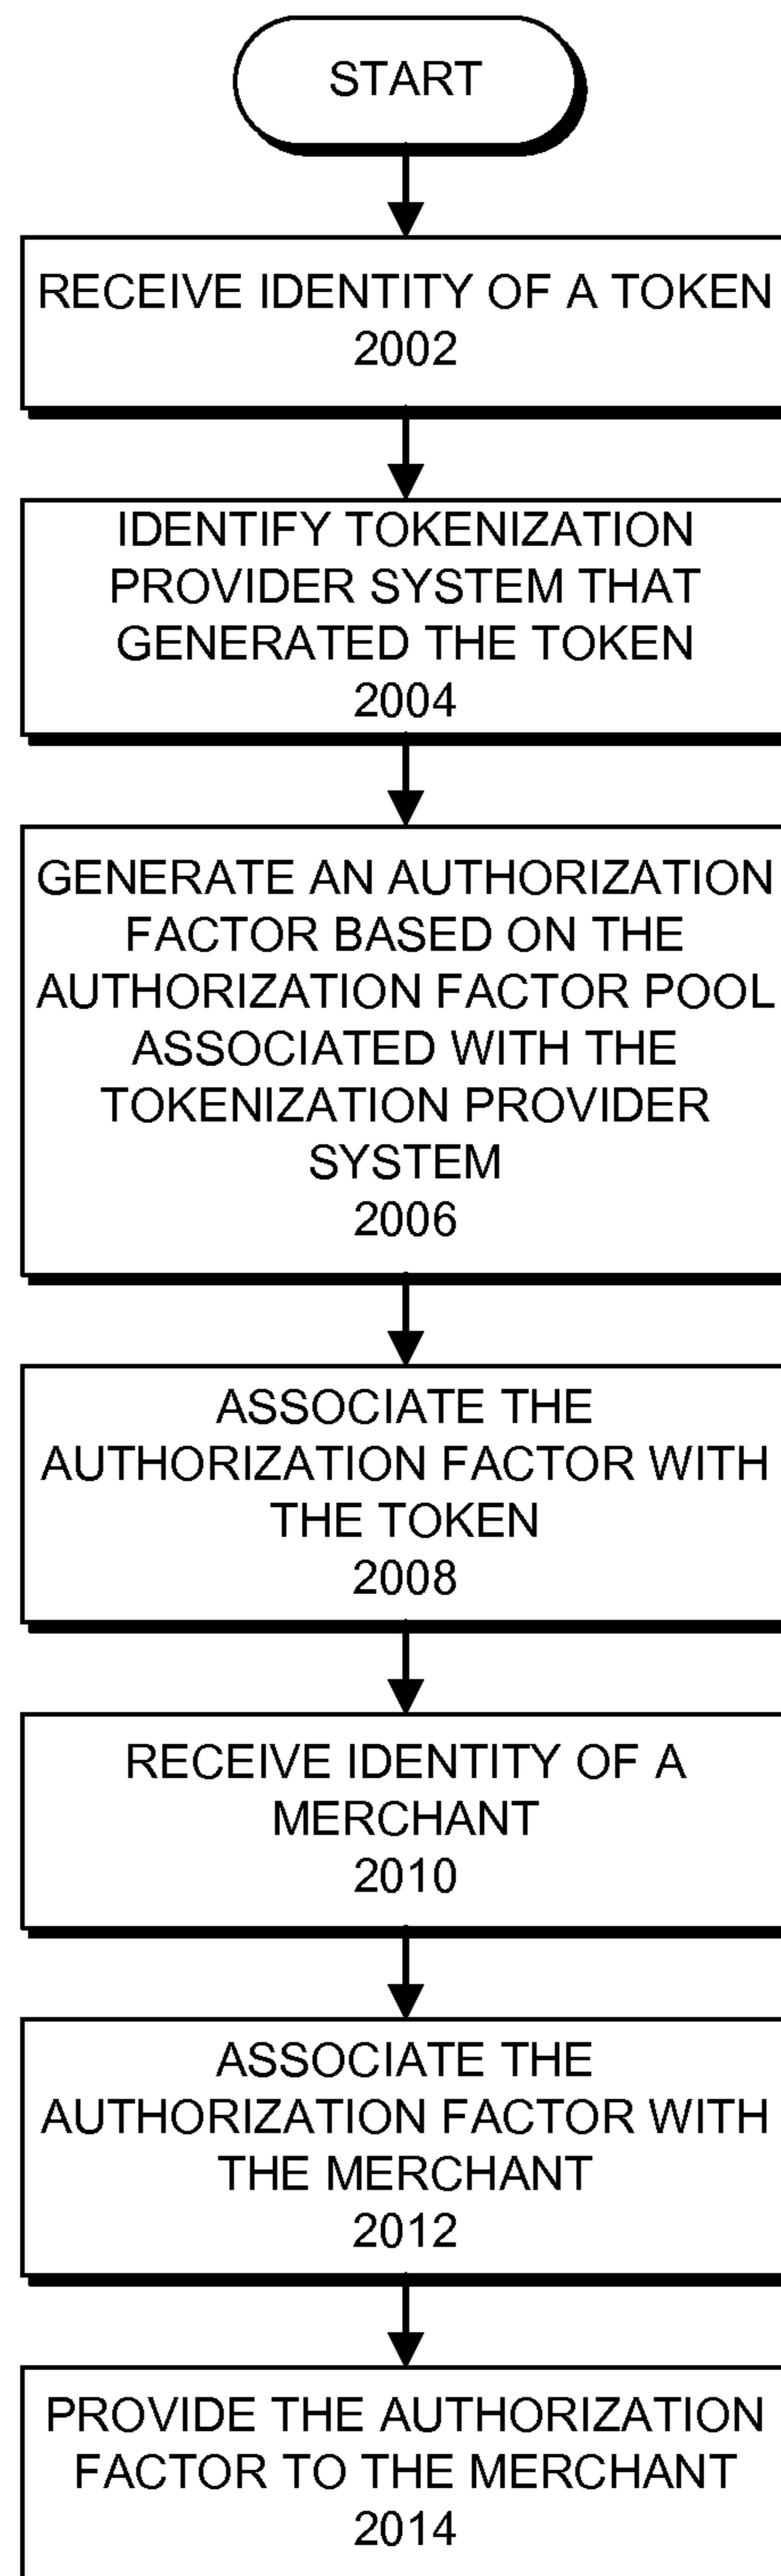 START
RECEIVE IDENTITY OF A TOKEN
2002
IDENTIFY TOKENIZATION
PROVIDER SYSTEM THAT
GENERATED THE TOKEN
2004
GENERATE AN AUTHORIZATION
FACTOR BASED ON THE
AUTHORIZATION FACTOR POOL
ASSOCIATED WITH THE
TOKENIZATION PROVIDER
SYSTEM
2006
ASSOCIATE THE
AUTHORIZATION FACTOR WITH
THE TOKEN
2008
RECEIVE IDENTITY OF A
MERCHANT
2010
ASSOCIATE THE
AUTHORIZATION FACTOR WITH
THE MERCHANT
2012
PROVIDE THE AUTHORIZATION
FACTOR TO THE MERCHANT
2014